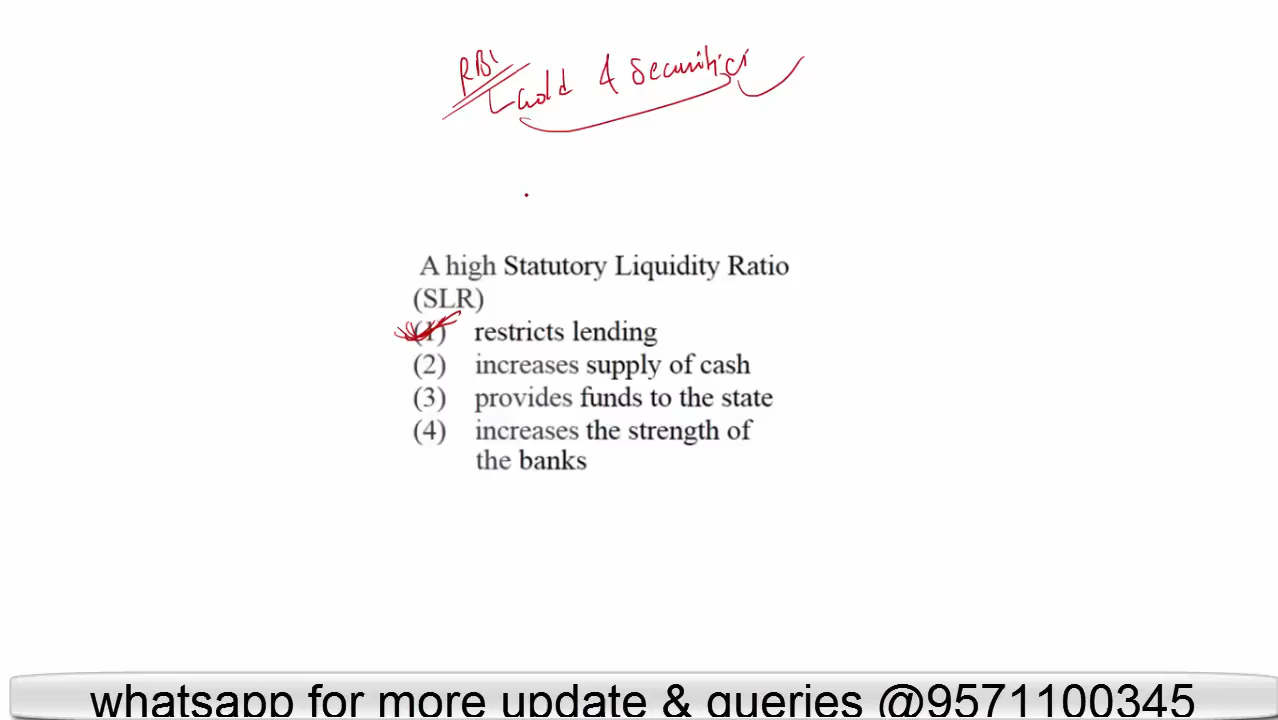 RBI
Gold & Securities
A high Statutory Liquidity Ratio
(SLR)
(1) restricts lending
(2) increases supply of cash
(3) provides funds to the state
(4) increases the strength of
the banks
whatsapp for more update & queries @9571100345